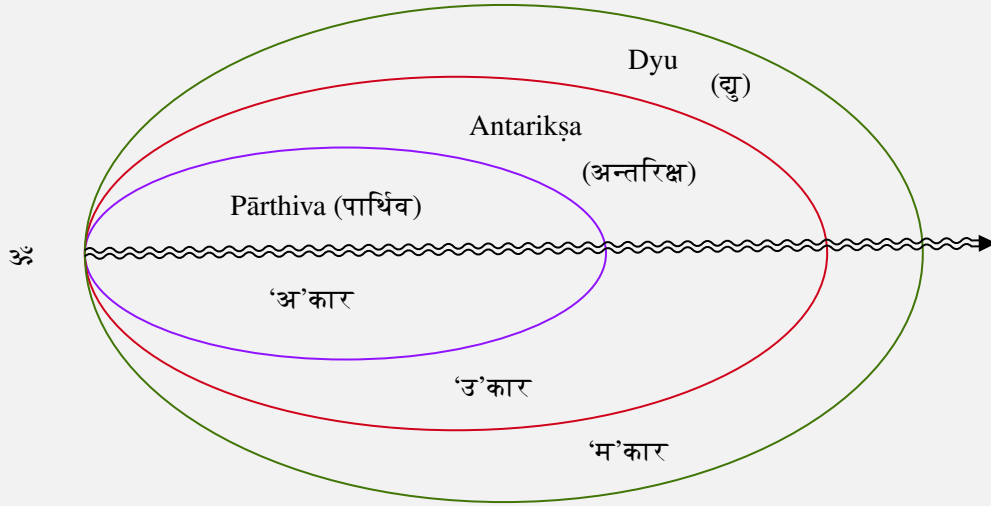 Dyu
(द्यु)
Antarikṣa
(अन्तरिक्ष)
Pārthiva (पार्थिव)
ॐ
‘अ’कार
‘उ’कार
‘म’कार